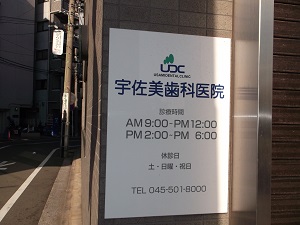 UDC
USAMI DENTAL CLINIC
宇佐美歯科医院
診療時間
AM 9:00-PM 12:00
PM 2:00-PM 6:00
休診日
土・日曜・祝日
TEL 045-501-8000